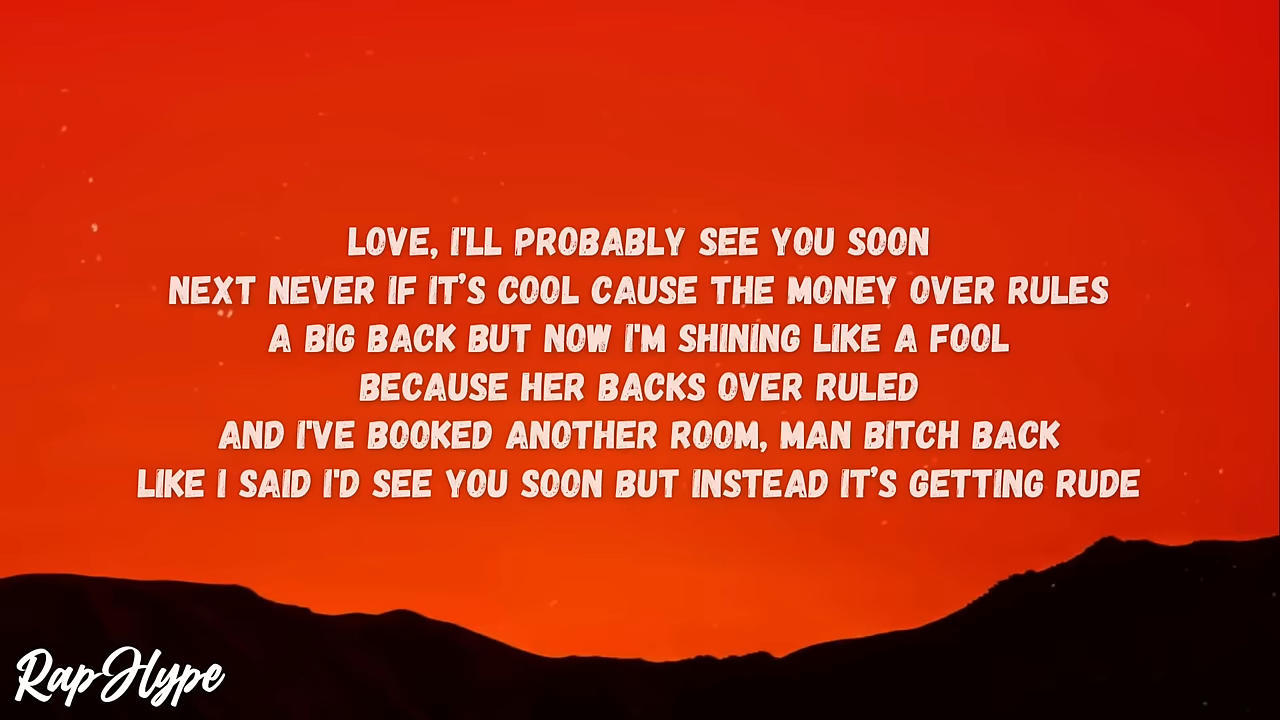 LOVE, I'LL PROBABLY SEE YOU SOON
NEXT NEVER IF IT'S COOL CAUSE THE MONEY OVER RULES
A BIG BACK BUT NOW I'M SHINING LIKE A FOOL
BECAUSE HER BACKS OVER RULED
AND I'VE BOOKED ANOTHER ROOM, MAN BITCH BACK
LIKE I SAID I'D SEE YOU SOON BUT INSTEAD IT'S GETTING RUDE
RapHype